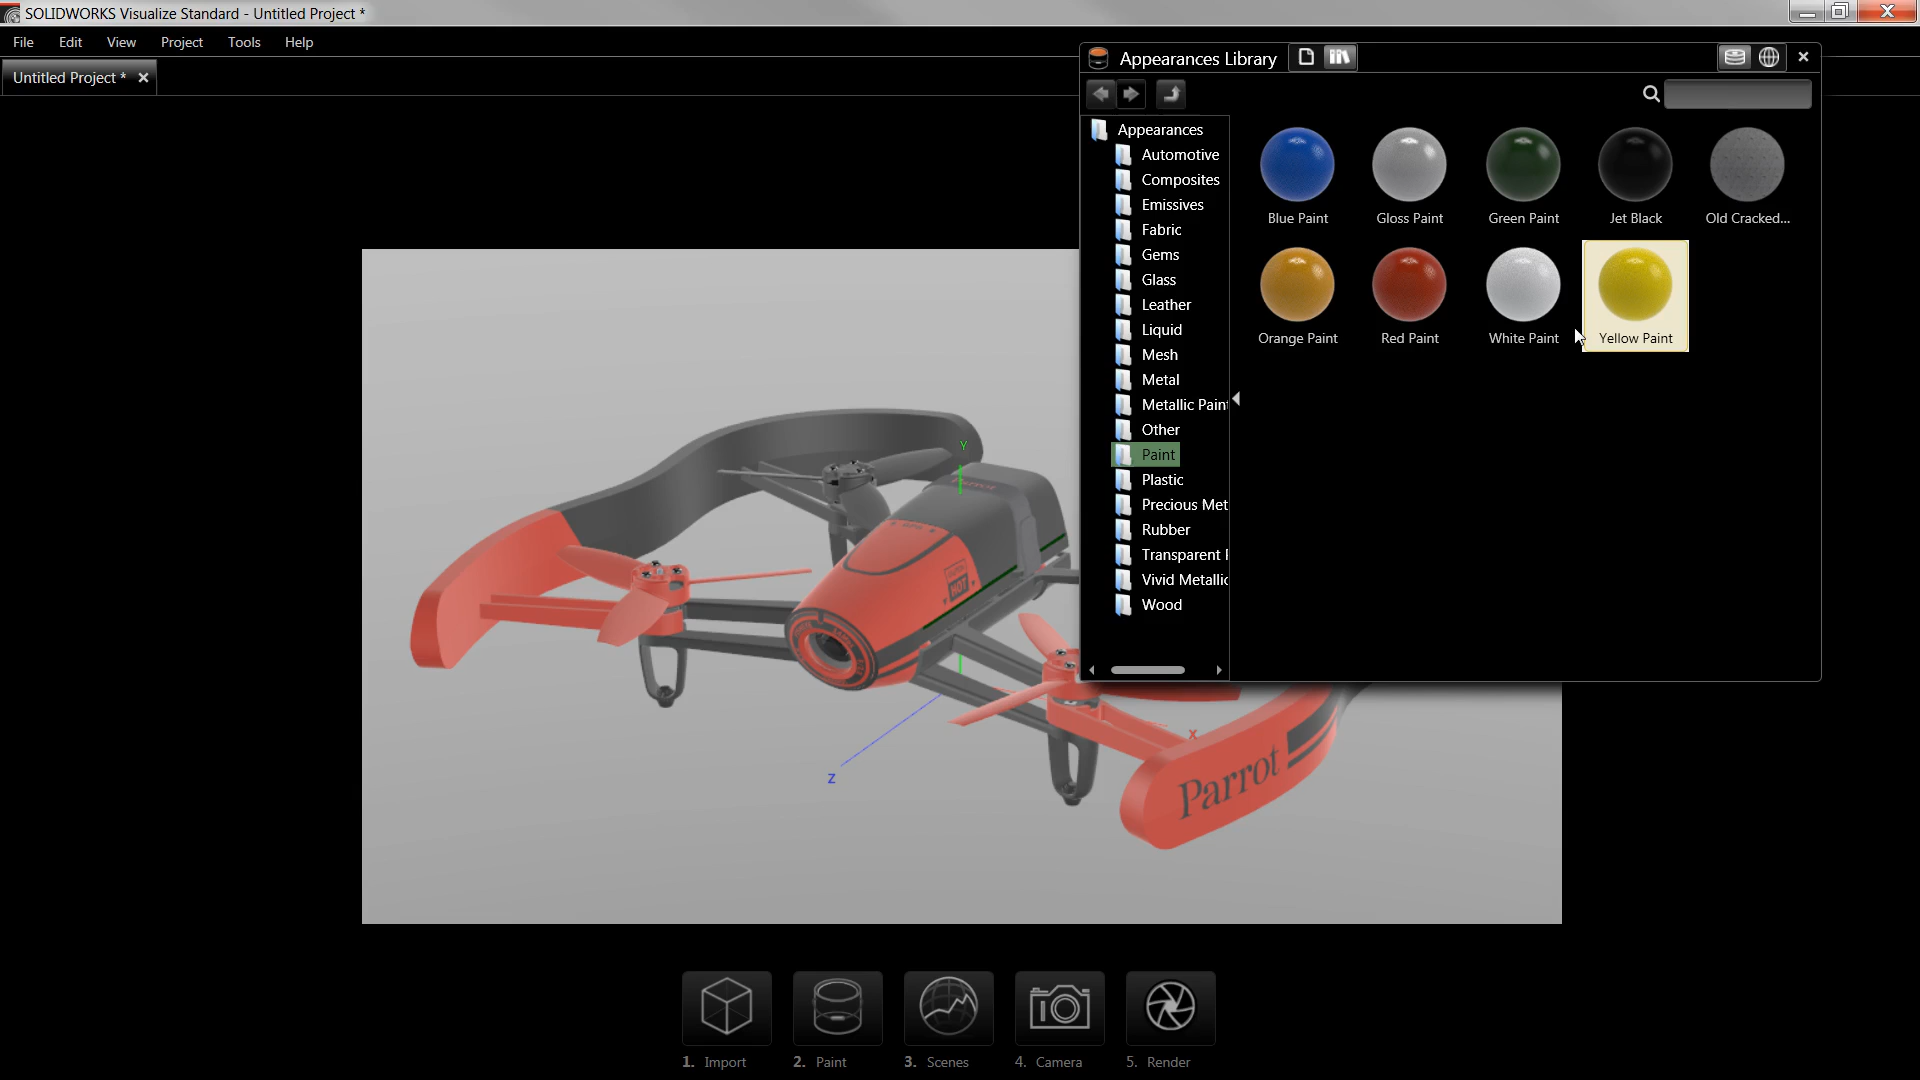 SOLIDWORKS Visualize Standard - Untitled Project *
File Edit View Project Tools Help
Untitled Project *
Appearances Library
Appearances
Automotive
Composites
Emissives
Fabric
Gems
Glass
Leather
Liquid
Mesh
Metal
Metallic Pain
Other
Paint
Plastic
Precious Met
Rubber
Transparent
Vivid Metallic
Wood
Blue Paint Gloss Paint Green Paint Jet Black Old Cracked...
Orange Paint Red Paint White Paint Yellow Paint
Y
Parrot
HOT
X
Z
Parrot
1. Import 2. Paint 3. Scenes 4. Camera 5. Render